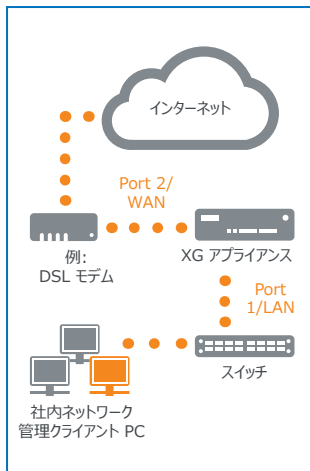 インターネット
Port 2/
WAN
例:
DSL モデム
XG アプライアンス
Port
1/LAN
スイッチ
社内ネットワーク
管理クライアント PC